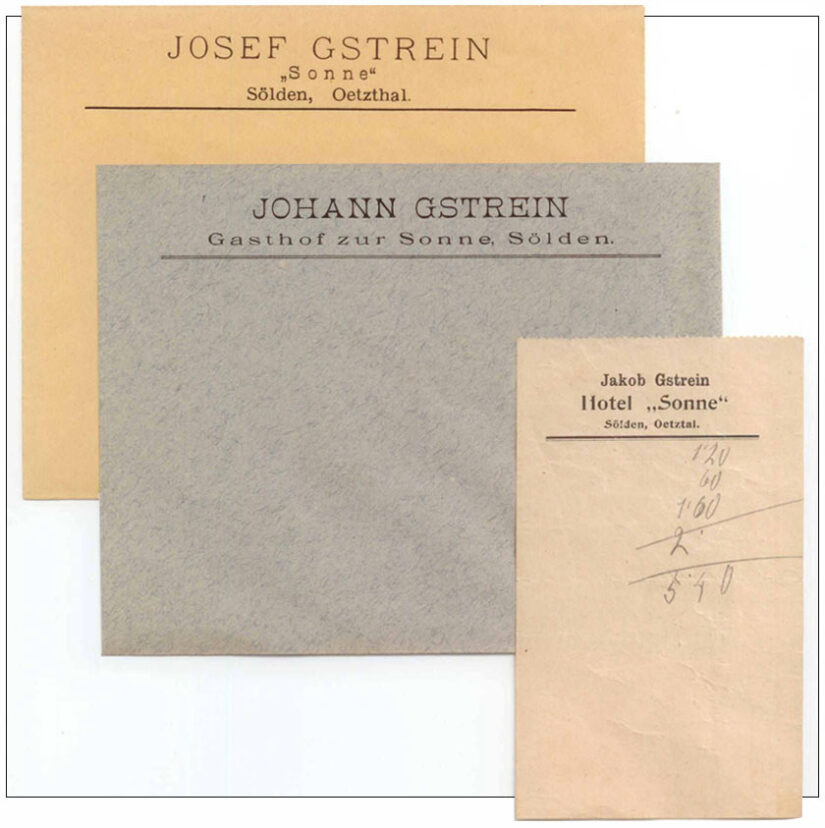 JOSEF GSTREIN
„Sonne“
Sölden, Oetzthal.
JOHANN GSTREIN
Gasthof zur Sonne, Sölden.
Jakob Gstrein
Hotel „Sonne“
Sölden, Oetztal.
1·20
60
1·60
2·
5·40